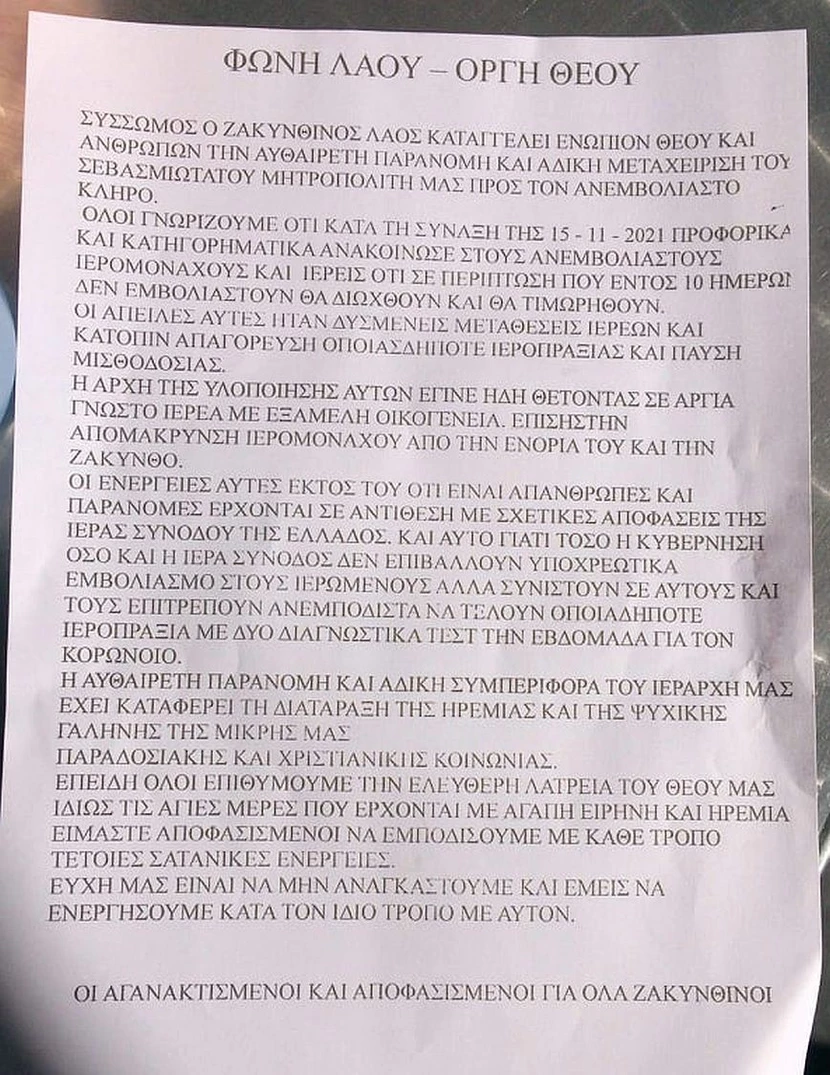 ΦΩΝΗ ΛΑΟΥ – ΟΡΓΗ ΘΕΟΥ
ΣΥΣΣΩΜΟΣ Ο ΖΑΚΥΝΘΙΝΟΣ ΛΑΟΣ ΚΑΤΑΓΓΕΛΕΙ ΕΝΩΠΙΟΝ ΘΕΟΥ ΚΑΙ
ΑΝΘΡΩΠΩΝ ΤΗΝ ΑΥΘΑΙΡΕΤΗ ΠΑΡΑΝΟΜΗ ΚΑΙ ΑΔΙΚΗ ΜΕΤΑΧΕΙΡΙΣΗ ΤΟΥ
ΣΕΒΑΣΜΙΩΤΑΤΟΥ ΜΗΤΡΟΠΟΛΙΤΗ ΜΑΣ ΠΡΟΣ ΤΟΝ ΑΝΕΜΒΟΛΙΑΣΤΟ
ΚΛΗΡΟ.
ΟΛΟΙ ΓΝΩΡΙΖΟΥΜΕ ΟΤΙ ΚΑΤΑ ΤΗ ΣΥΝΑΞΗ ΤΗΣ 15 - 11 - 2021 ΠΡΟΦΟΡΙΚΑ
ΚΑΙ ΚΑΤΗΓΟΡΗΜΑΤΙΚΑ ΑΝΑΚΟΙΝΩΣΕ ΣΤΟΥΣ ΑΝΕΜΒΟΛΙΑΣΤΟΥΣ
ΙΕΡΟΜΟΝΑΧΟΥΣ ΚΑΙ ΙΕΡΕΙΣ ΟΤΙ ΣΕ ΠΕΡΙΠΤΩΣΗ ΠΟΥ ΕΝΤΟΣ 10 ΗΜΕΡΩΝ
ΔΕΝ ΕΜΒΟΛΙΑΣΤΟΥΝ ΘΑ ΔΙΩΧΘΟΥΝ ΚΑΙ ΘΑ ΤΙΜΩΡΗΘΟΥΝ.
ΟΙ ΑΠΕΙΛΕΣ ΑΥΤΕΣ ΗΤΑΝ ΔΥΣΜΕΝΕΙΣ ΜΕΤΑΘΕΣΕΙΣ ΙΕΡΕΩΝ ΚΑΙ
ΚΑΤΟΠΙΝ ΑΠΑΓΟΡΕΥΣΗ ΟΠΟΙΑΣΔΗΠΟΤΕ ΙΕΡΟΠΡΑΞΙΑΣ ΚΑΙ ΠΑΥΣΗ
ΜΙΣΘΟΔΟΣΙΑΣ.
Η ΑΡΧΗ ΤΗΣ ΥΛΟΠΟΙΗΣΗΣ ΑΥΤΩΝ ΕΓΙΝΕ ΗΔΗ ΘΕΤΟΝΤΑΣ ΣΕ ΑΡΓΙΑ
ΓΝΩΣΤΟ ΙΕΡΕΑ ΜΕ ΕΞΑΜΕΛΗ ΟΙΚΟΓΕΝΕΙΑ. ΕΠΙΣΗΣΤΗΝ
ΑΠΟΜΑΚΡΥΝΣΗ ΙΕΡΟΜΟΝΑΧΟΥ ΑΠΟ ΤΗΝ ΕΝΟΡΙΑ ΤΟΥ ΚΑΙ ΤΗΝ
ΖΑΚΥΝΘΟ.
ΟΙ ΕΝΕΡΓΕΙΕΣ ΑΥΤΕΣ ΕΚΤΟΣ ΤΟΥ ΟΤΙ ΕΙΝΑΙ ΑΠΑΝΘΡΩΠΕΣ ΚΑΙ
ΠΑΡΑΝΟΜΕΣ ΕΡΧΟΝΤΑΙ ΣΕ ΑΝΤΙΘΕΣΗ ΜΕ ΣΧΕΤΙΚΕΣ ΑΠΟΦΑΣΕΙΣ ΤΗΣ
ΙΕΡΑΣ ΣΥΝΟΔΟΥ ΤΗΣ ΕΛΛΑΔΟΣ. ΚΑΙ ΑΥΤΟ ΓΙΑΤΙ ΤΟΣΟ Η ΚΥΒΕΡΝΗΣΗ
ΟΣΟ ΚΑΙ Η ΙΕΡΑ ΣΥΝΟΔΟΣ ΔΕΝ ΕΠΙΒΑΛΛΟΥΝ ΥΠΟΧΡΕΩΤΙΚΑ
ΕΜΒΟΛΙΑΣΜΟ ΣΤΟΥΣ ΙΕΡΩΜΕΝΟΥΣ ΑΛΛΑ ΣΥΝΙΣΤΟΥΝ ΣΕ ΑΥΤΟΥΣ ΚΑΙ
ΤΟΥΣ ΕΠΙΤΡΕΠΟΥΝ ΑΝΕΜΠΟΔΙΣΤΑ ΝΑ ΤΕΛΟΥΝ ΟΠΟΙΑΔΗΠΟΤΕ
ΙΕΡΟΠΡΑΞΙΑ ΜΕ ΔΥΟ ΔΙΑΓΝΩΣΤΙΚΑ ΤΕΣΤ ΤΗΝ ΕΒΔΟΜΑΔΑ ΓΙΑ ΤΟΝ
ΚΟΡΩΝΟΙΟ.
Η ΑΥΘΑΙΡΕΤΗ ΠΑΡΑΝΟΜΗ ΚΑΙ ΑΔΙΚΗ ΣΥΜΠΕΡΙΦΟΡΑ ΤΟΥ ΙΕΡΑΡΧΗ ΜΑΣ
ΕΧΕΙ ΚΑΤΑΦΕΡΕΙ ΤΗ ΔΙΑΤΑΡΑΞΗ ΤΗΣ ΗΡΕΜΙΑΣ ΚΑΙ ΤΗΣ ΨΥΧΙΚΗΣ
ΓΑΛΗΝΗΣ ΤΗΣ ΜΙΚΡΗΣ ΜΑΣ
ΠΑΡΑΔΟΣΙΑΚΗΣ ΚΑΙ ΧΡΙΣΤΙΑΝΙΚΗΣ ΚΟΙΝΩΝΙΑΣ.
ΕΠΕΙΔΗ ΟΛΟΙ ΕΠΙΘΥΜΟΥΜΕ ΤΗΝ ΕΛΕΥΘΕΡΗ ΛΑΤΡΕΙΑ ΤΟΥ ΘΕΟΥ ΜΑΣ
ΙΔΙΩΣ ΤΙΣ ΑΓΙΕΣ ΜΕΡΕΣ ΠΟΥ ΕΡΧΟΝΤΑΙ ΜΕ ΑΓΑΠΗ ΕΙΡΗΝΗ ΚΑΙ ΗΡΕΜΙΑ
ΕΙΜΑΣΤΕ ΑΠΟΦΑΣΙΣΜΕΝΟΙ ΝΑ ΕΜΠΟΔΙΣΟΥΜΕ ΜΕ ΚΑΘΕ ΤΡΟΠΟ
ΤΕΤΟΙΕΣ ΣΑΤΑΝΙΚΕΣ ΕΝΕΡΓΕΙΕΣ.
ΕΥΧΗ ΜΑΣ ΕΙΝΑΙ ΝΑ ΜΗΝ ΑΝΑΓΚΑΣΤΟΥΜΕ ΚΑΙ ΕΜΕΙΣ ΝΑ
ΕΝΕΡΓΗΣΟΥΜΕ ΚΑΤΑ ΤΟΝ ΙΔΙΟ ΤΡΟΠΟ ΜΕ ΑΥΤΟΝ.
ΟΙ ΑΓΑΝΑΚΤΙΣΜΕΝΟΙ ΚΑΙ ΑΠΟΦΑΣΙΣΜΕΝΟΙ ΓΙΑ ΟΛΑ ΖΑΚΥΝΘΙΝΟΙ